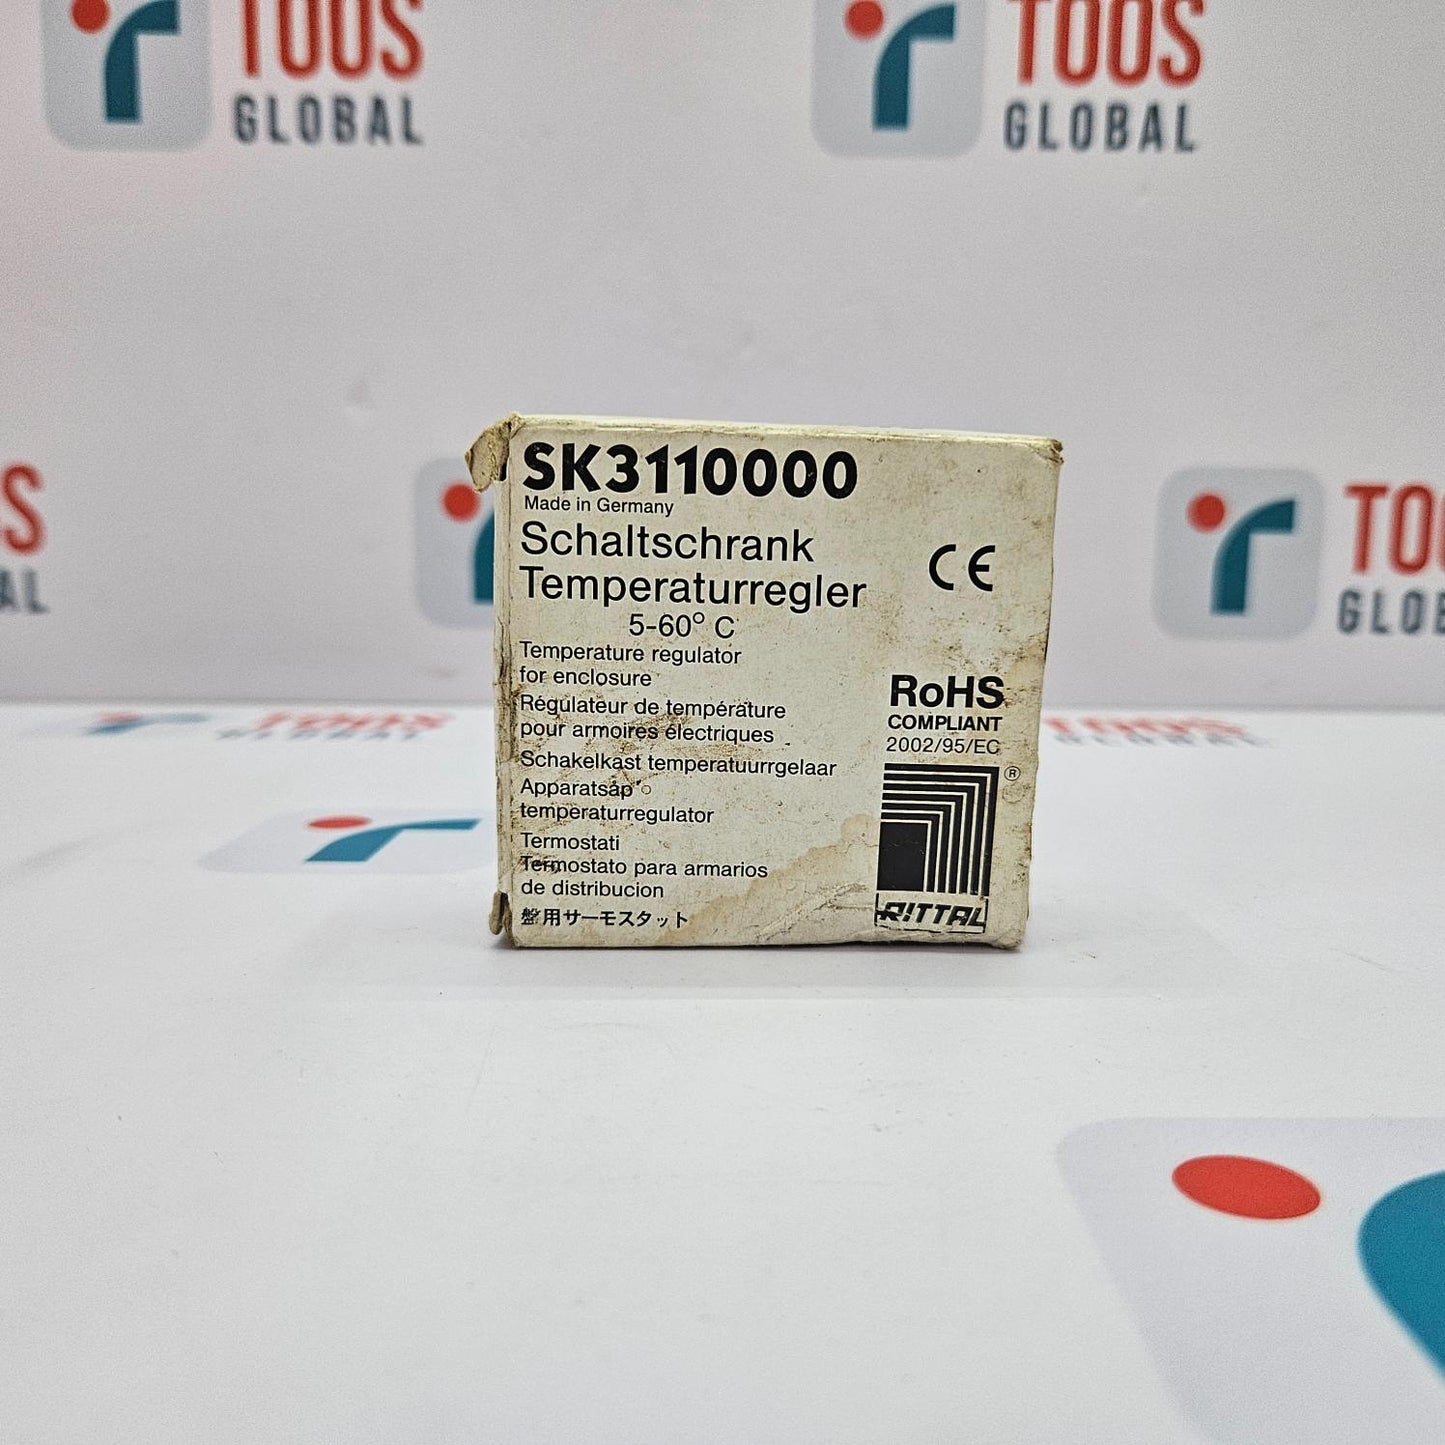 TOOS
GLOBAL
TOOS
GLOBAL
SK3110000
Made in Germany
Schaltschrank
Temperaturregler
5-60° C
Temperature regulator
for enclosure
Régulateur de température
pour armoires électriques
Schakelkast temperatuurrgelaar
Apparatsåp
temperaturregulator
Termostati
Termostato para armarios
de distribucion
盤用サーモスタット
CE
RoHS
COMPLIANT
2002/95/EC
®
RITTAL